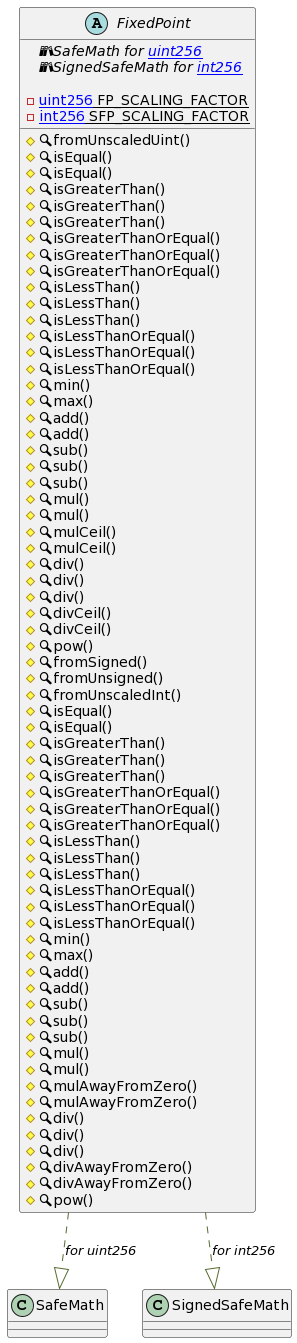 A FixedPoint
SafeMath for uint256
SignedSafeMath for int256
uint256 FP_SCALING_FACTOR
int256 SFP_SCALING_FACTOR
fromUnscaledUint()
isEqual()
isEqual()
isGreaterThan()
isGreaterThan()
isGreaterThan()
isGreaterThanOrEqual()
isGreaterThanOrEqual()
isGreaterThanOrEqual()
isLessThan()
isLessThan()
isLessThan()
isLessThanOrEqual()
isLessThanOrEqual()
isLessThanOrEqual()
min()
max()
add()
add()
sub()
sub()
sub()
mul()
mul()
mulCeil()
mulCeil()
div()
div()
div()
divCeil()
divCeil()
pow()
fromSigned()
fromUnsigned()
fromUnscaledInt()
isEqual()
isEqual()
isGreaterThan()
isGreaterThan()
isGreaterThan()
isGreaterThanOrEqual()
isGreaterThanOrEqual()
isGreaterThanOrEqual()
isLessThan()
isLessThan()
isLessThan()
isLessThanOrEqual()
isLessThanOrEqual()
isLessThanOrEqual()
min()
max()
add()
add()
sub()
sub()
sub()
mul()
mul()
mulAwayFromZero()
mulAwayFromZero()
div()
div()
div()
divAwayFromZero()
divAwayFromZero()
pow()
for uint256
for int256
C SafeMath
C SignedSafeMath